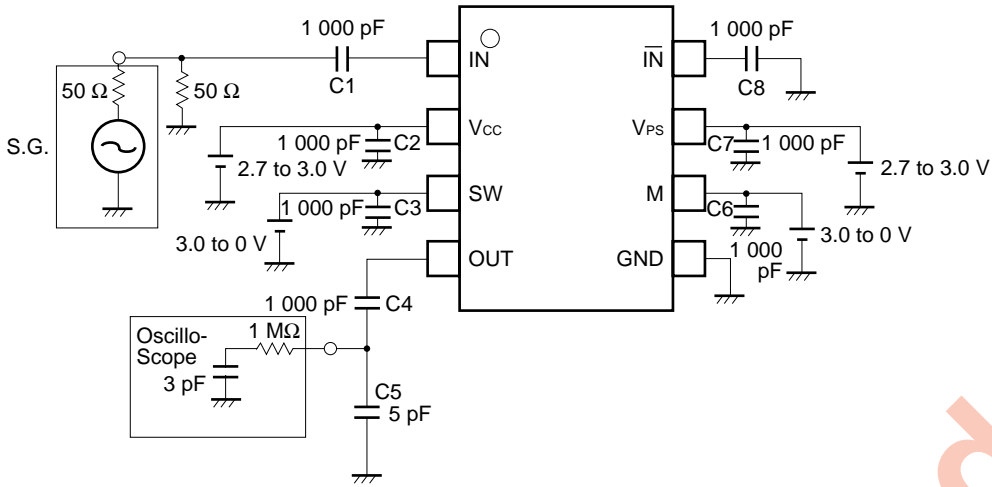 1 000 pF
C1
IN
IN
1 000 pF
C8
50 Ω
50 Ω
S.G.
VCC
1 000 pF
C2
2.7 to 3.0 V
VPS
C7
1 000 pF
2.7 to 3.0 V
SW
1 000 pF
C3
3.0 to 0 V
M
C6
1 000
pF
3.0 to 0 V
OUT
GND
1 000 pF
C4
Oscillo-
Scope
1 MΩ
3 pF
C5
5 pF